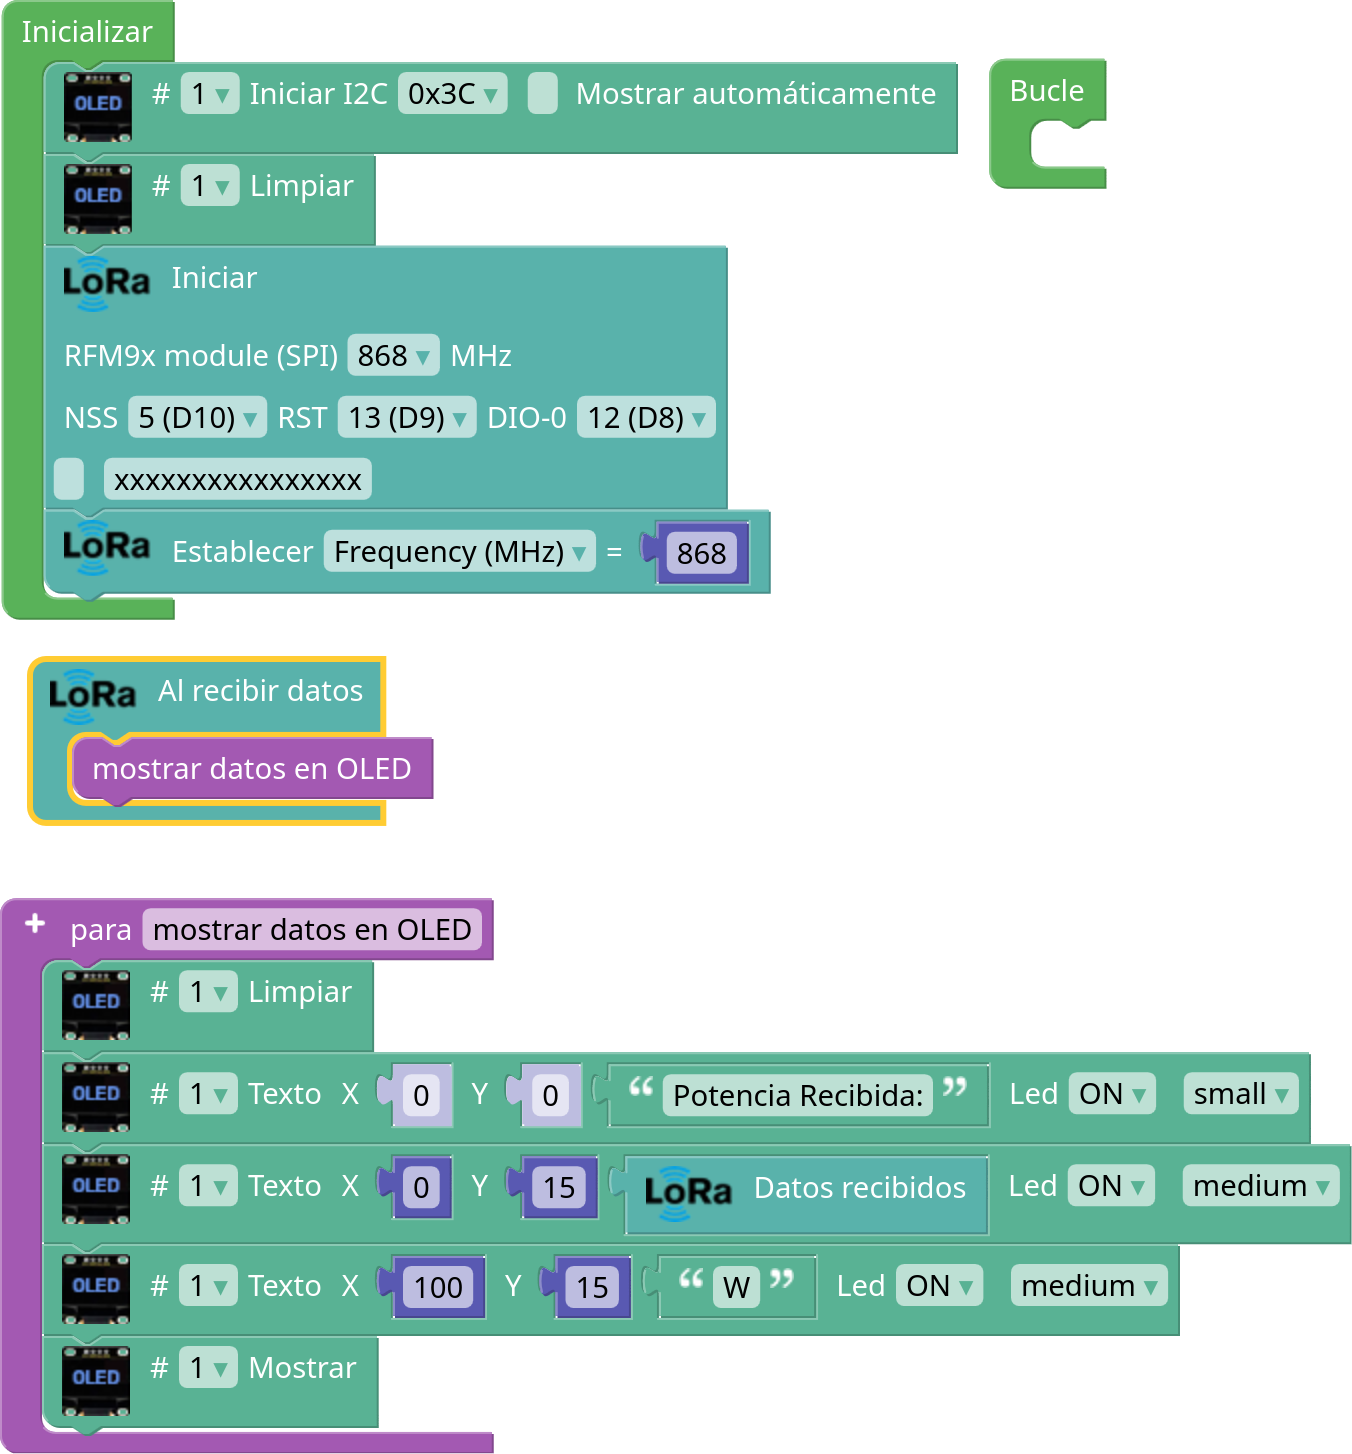 Inicializar
OLED # 1 Iniciar I2C 0x3C Mostrar automáticamente
OLED # 1 Limpiar
LoRa Iniciar
RFM9x module (SPI) 868 MHz
NSS 5 (D10) RST 13 (D9) DIO-0 12 (D8)
xxxxxxxxxxxxxxxx
LoRa Establecer Frequency (MHz) = 868
Bucle
LoRa Al recibir datos
mostrar datos en OLED
+ para mostrar datos en OLED
OLED # 1 Limpiar
OLED # 1 Texto X 0 Y 0 “ Potencia Recibida: ” Led ON small
OLED # 1 Texto X 0 Y 15 LoRa Datos recibidos Led ON medium
OLED # 1 Texto X 100 Y 15 “ W ” Led ON medium
OLED # 1 Mostrar